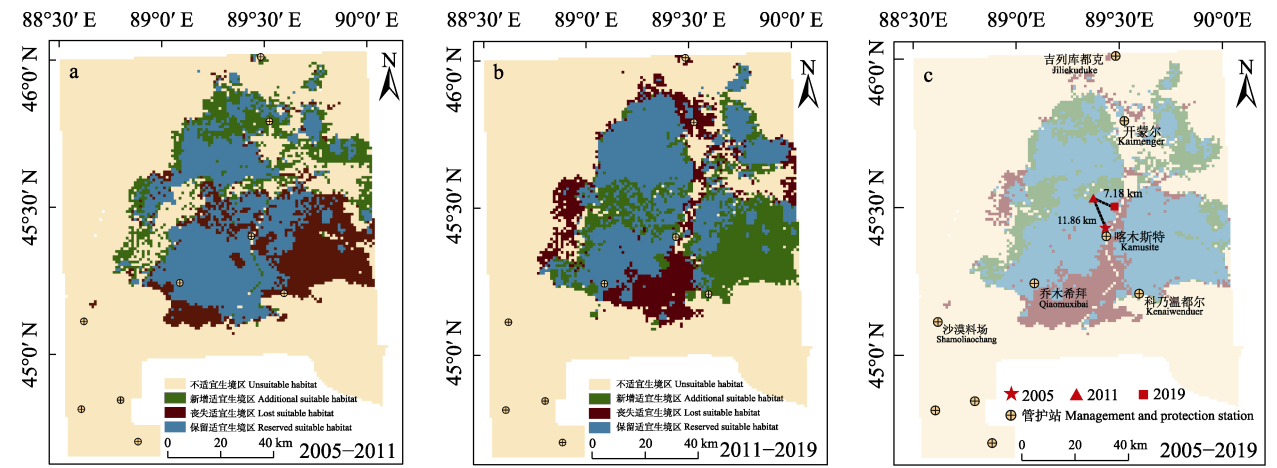 88°30′ E 89°0′ E 89°30′ E 90°0′ E
46°0′ N
45°30′ N
45°0′ N
a
N
不适宜生境区 Unsuitable habitat
新增适宜生境区 Additional suitable habitat
丧失适宜生境区 Lost suitable habitat
保留适宜生境区 Reserved suitable habitat
0 20 40 km
2005−2011
88°30′ E 89°0′ E 89°30′ E 90°0′ E
46°0′ N
45°30′ N
45°0′ N
b
N
不适宜生境区 Unsuitable habitat
新增适宜生境区 Additional suitable habitat
丧失适宜生境区 Lost suitable habitat
保留适宜生境区 Reserved suitable habitat
0 20 40 km
2011−2019
88°30′ E 89°0′ E 89°30′ E 90°0′ E
46°0′ N
45°30′ N
45°0′ N
c
N
吉列库都克
Jiliekuduke
开蒙尔
Kaimenger
7.18 km
11.86 km
喀木斯特
Kamusite
乔木希拜
Qiaomuxibai
科乃温都尔
Kenaiwenduer
沙漠料场
Shamoliaochang
2005 2011 2019
管护站 Management and protection station
0 20 40 km
2005−2019